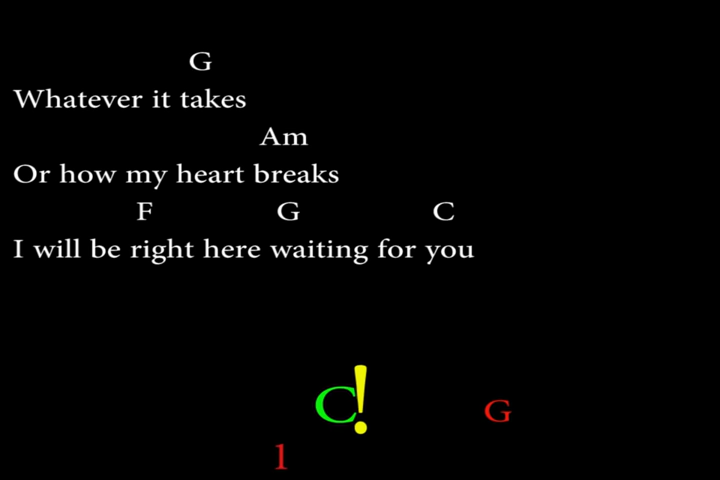 G
Whatever it takes
Am
Or how my heart breaks
F G C
I will be right here waiting for you
C! G
1